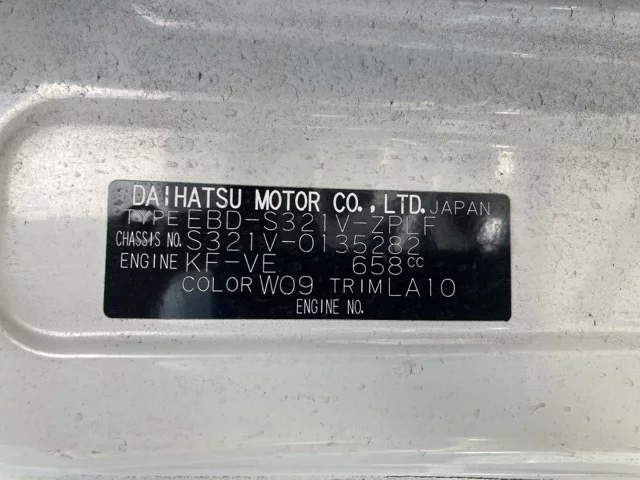 DAIHATSU MOTOR CO., LTD. JAPAN
TYPE EBD-S321V-ZPLF
CHASSIS NO. S321V-0135282
ENGINE KF-VE 658cc
COLOR W09 TRIM LA10
ENGINE NO.